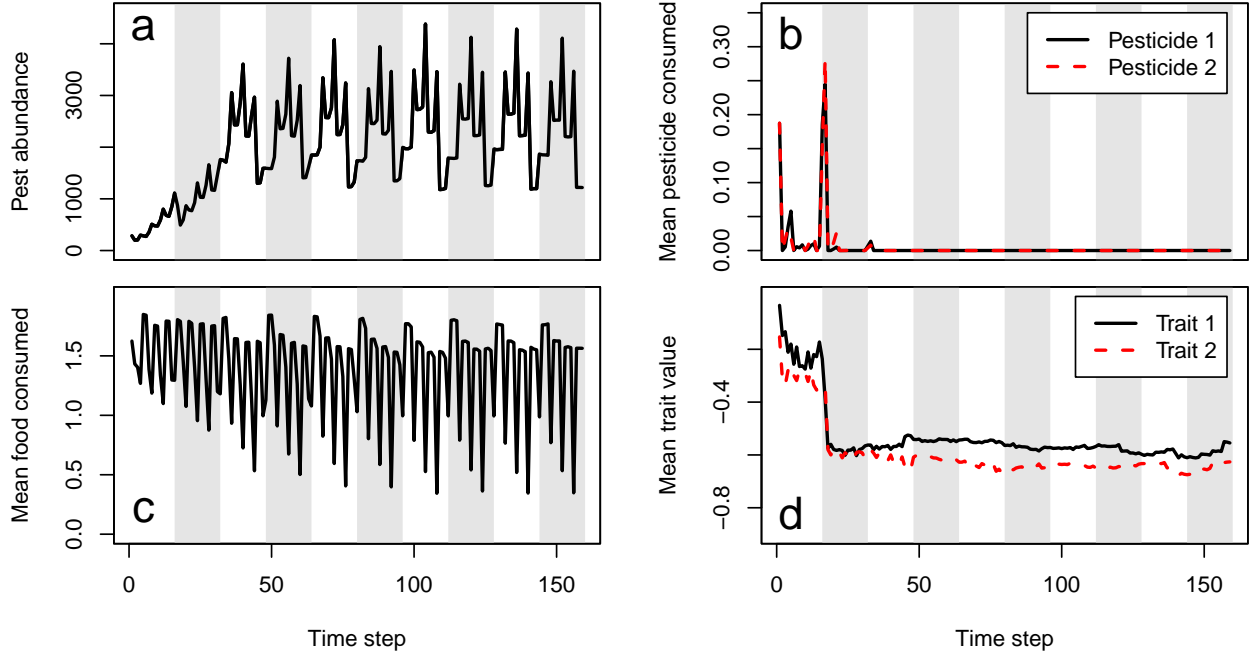 a
Pest abundance
0
1000
3000
b
Mean pesticide consumed
0.00
0.10
0.20
0.30
Pesticide 1
Pesticide 2
c
Mean food consumed
0.0
0.5
1.0
1.5
0
50
100
150
Time step
d
Mean trait value
−0.8
−0.4
Trait 1
Trait 2
0
50
100
150
Time step